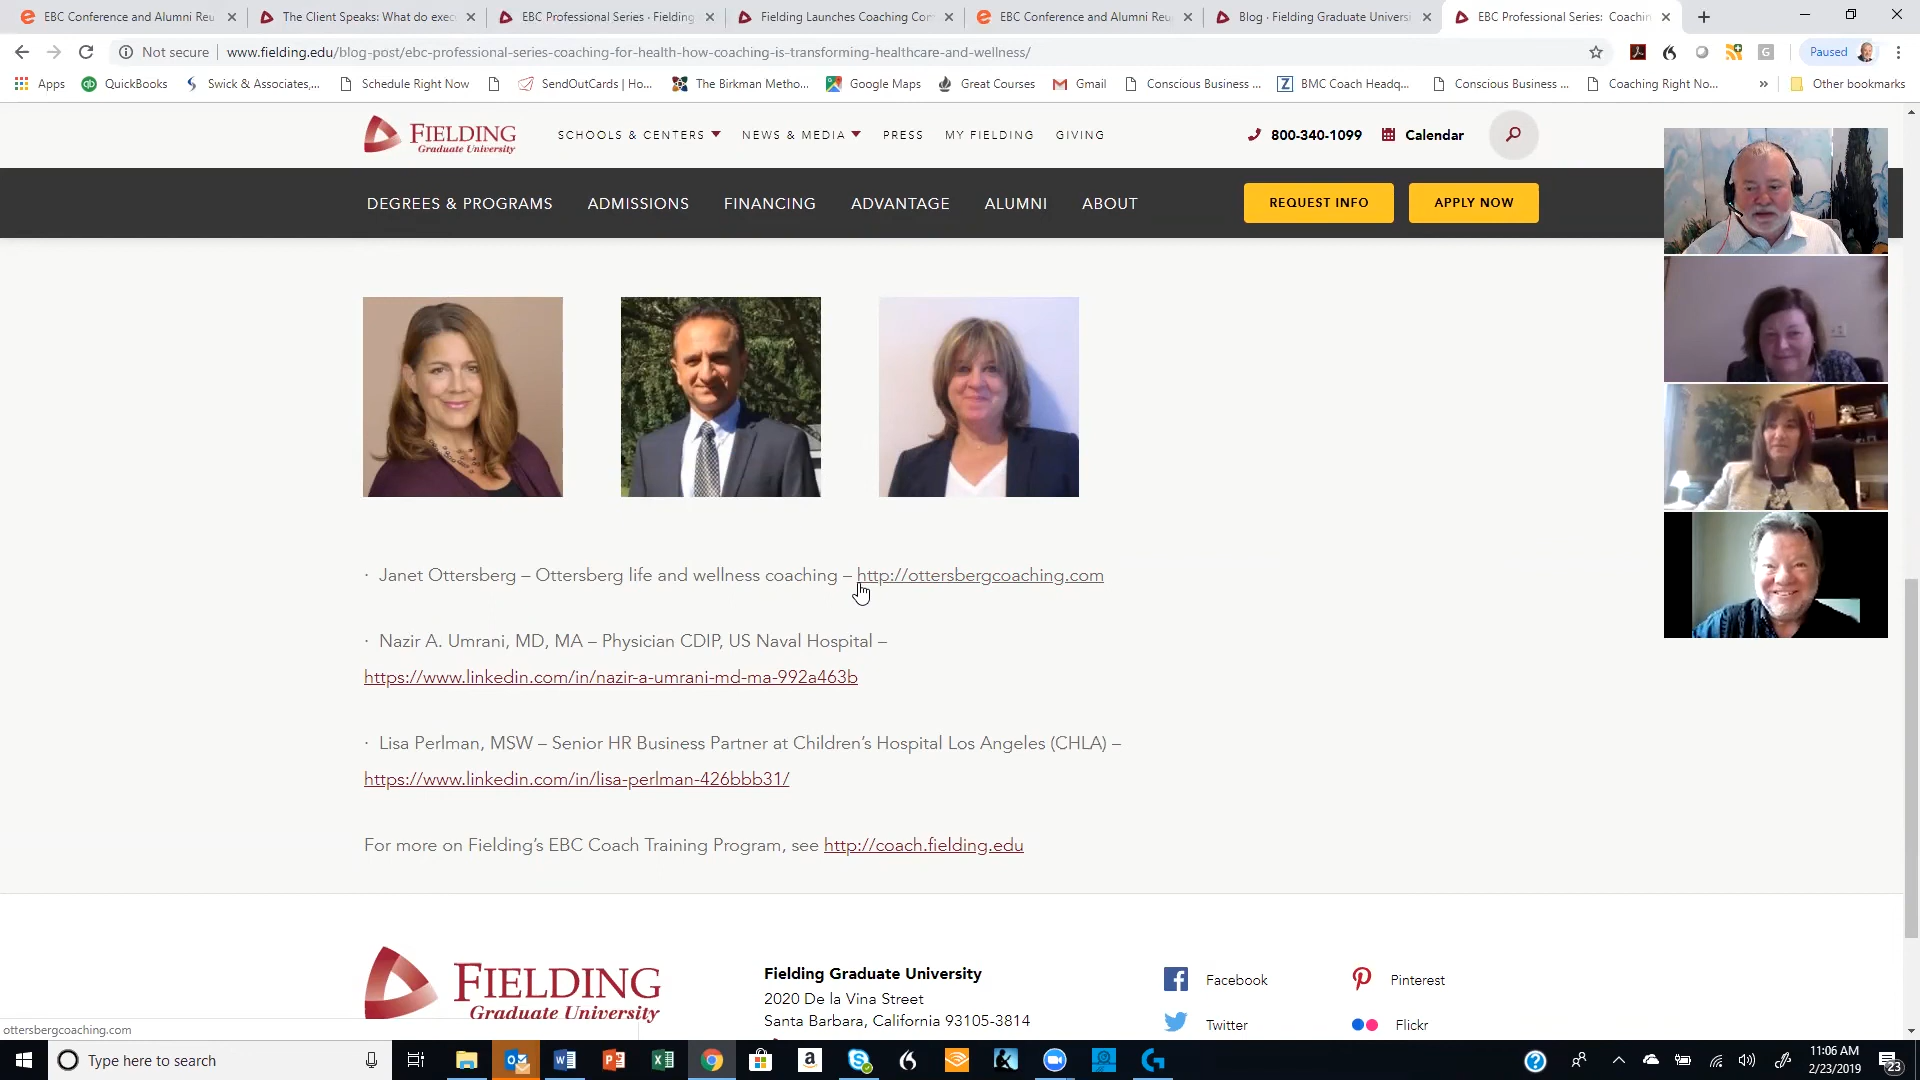 EBC Conference and Alumni Reu
The Client Speaks: What do exec
EBC Professional Series · Fielding
Fielding Launches Coaching Con
EBC Conference and Alumni Reu
Blog · Fielding Graduate Universi
EBC Professional Series: Coachin
Not secure
www.fielding.edu/blog-post/ebc-professional-series-coaching-for-health-how-coaching-is-transforming-healthcare-and-wellness/
Paused
Apps
QuickBooks
Swick & Associates,...
Schedule Right Now
SendOutCards | Ho...
The Birkman Metho...
Google Maps
Great Courses
Gmail
Conscious Business ...
BMC Coach Headq...
Conscious Business ...
Coaching Right No...
»
Other bookmarks
FIELDING
Graduate University
SCHOOLS & CENTERS
NEWS & MEDIA
PRESS
MY FIELDING
GIVING
800-340-1099
Calendar
DEGREES & PROGRAMS
ADMISSIONS
FINANCING
ADVANTAGE
ALUMNI
ABOUT
REQUEST INFO
APPLY NOW
· Janet Ottersberg – Ottersberg life and wellness coaching – http://ottersbergcoaching.com
· Nazir A. Umrani, MD, MA – Physician CDIP, US Naval Hospital –
https://www.linkedin.com/in/nazir-a-umrani-md-ma-992a463b
· Lisa Perlman, MSW – Senior HR Business Partner at Children’s Hospital Los Angeles (CHLA) –
https://www.linkedin.com/in/lisa-perlman-426bbb31/
For more on Fielding’s EBC Coach Training Program, see http://coach.fielding.edu
FIELDING
Graduate University
Fielding Graduate University
2020 De la Vina Street
Santa Barbara, California 93105-3814
Facebook
Pinterest
Twitter
Flickr
ottersbergcoaching.com
Type here to search
11:06 AM
2/23/2019
23